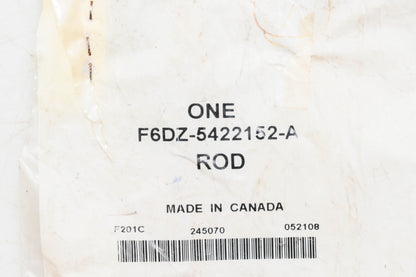 ONE
F6DZ-5422152-A
ROD
MADE IN CANADA
F201C 245070 052108